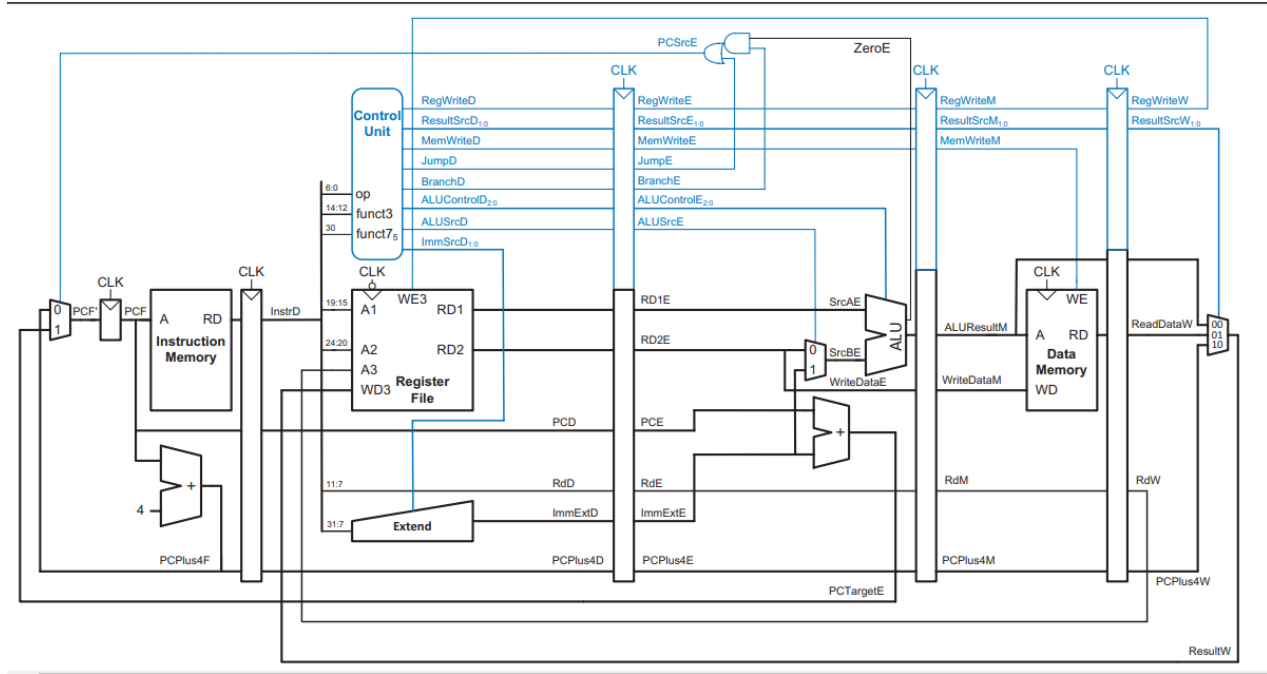 PCSrcE
ZeroE
CLK
CLK
CLK
Control
Unit
RegWriteD
RegWriteE
RegWriteM
RegWriteW
ResultSrcD1:0
ResultSrcE1:0
ResultSrcM1:0
ResultSrcW1:0
MemWriteD
MemWriteE
MemWriteM
JumpD
JumpE
BranchD
BranchE
6:0
op
ALUControlD2:0
ALUControlE2:0
14:12
funct3
ALUSrcD
ALUSrcE
30
funct75
ImmSrcD1:0
CLK
CLK
CLK
CLK
0
1
PCF'
PCF
A
RD
Instruction
Memory
InstrD
19:15
A1
WE3
RD1
RD1E
SrcAE
24:20
A2
RD2
RD2E
0
1
SrcBE
ALU
ALUResultM
WE
A
RD
Data
Memory
WD
ReadDataW
00
01
10
A3
WD3
Register
File
WriteDataE
WriteDataM
PCD
PCE
+
+
4
11:7
RdD
RdE
RdM
RdW
31:7
Extend
ImmExtD
ImmExtE
PCPlus4F
PCPlus4D
PCPlus4E
PCPlus4M
PCPlus4W
PCTargetE
ResultW